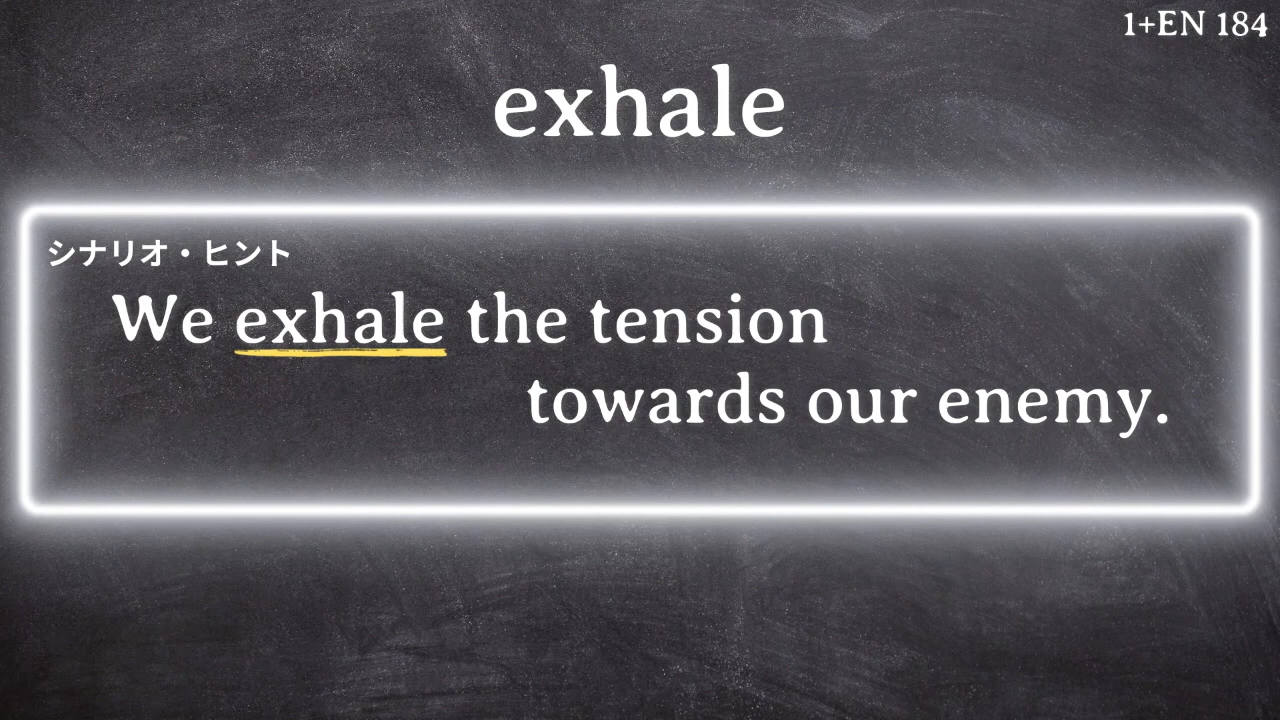 1+EN 184
exhale
シナリオ・ヒント
We exhale the tension
towards our enemy.